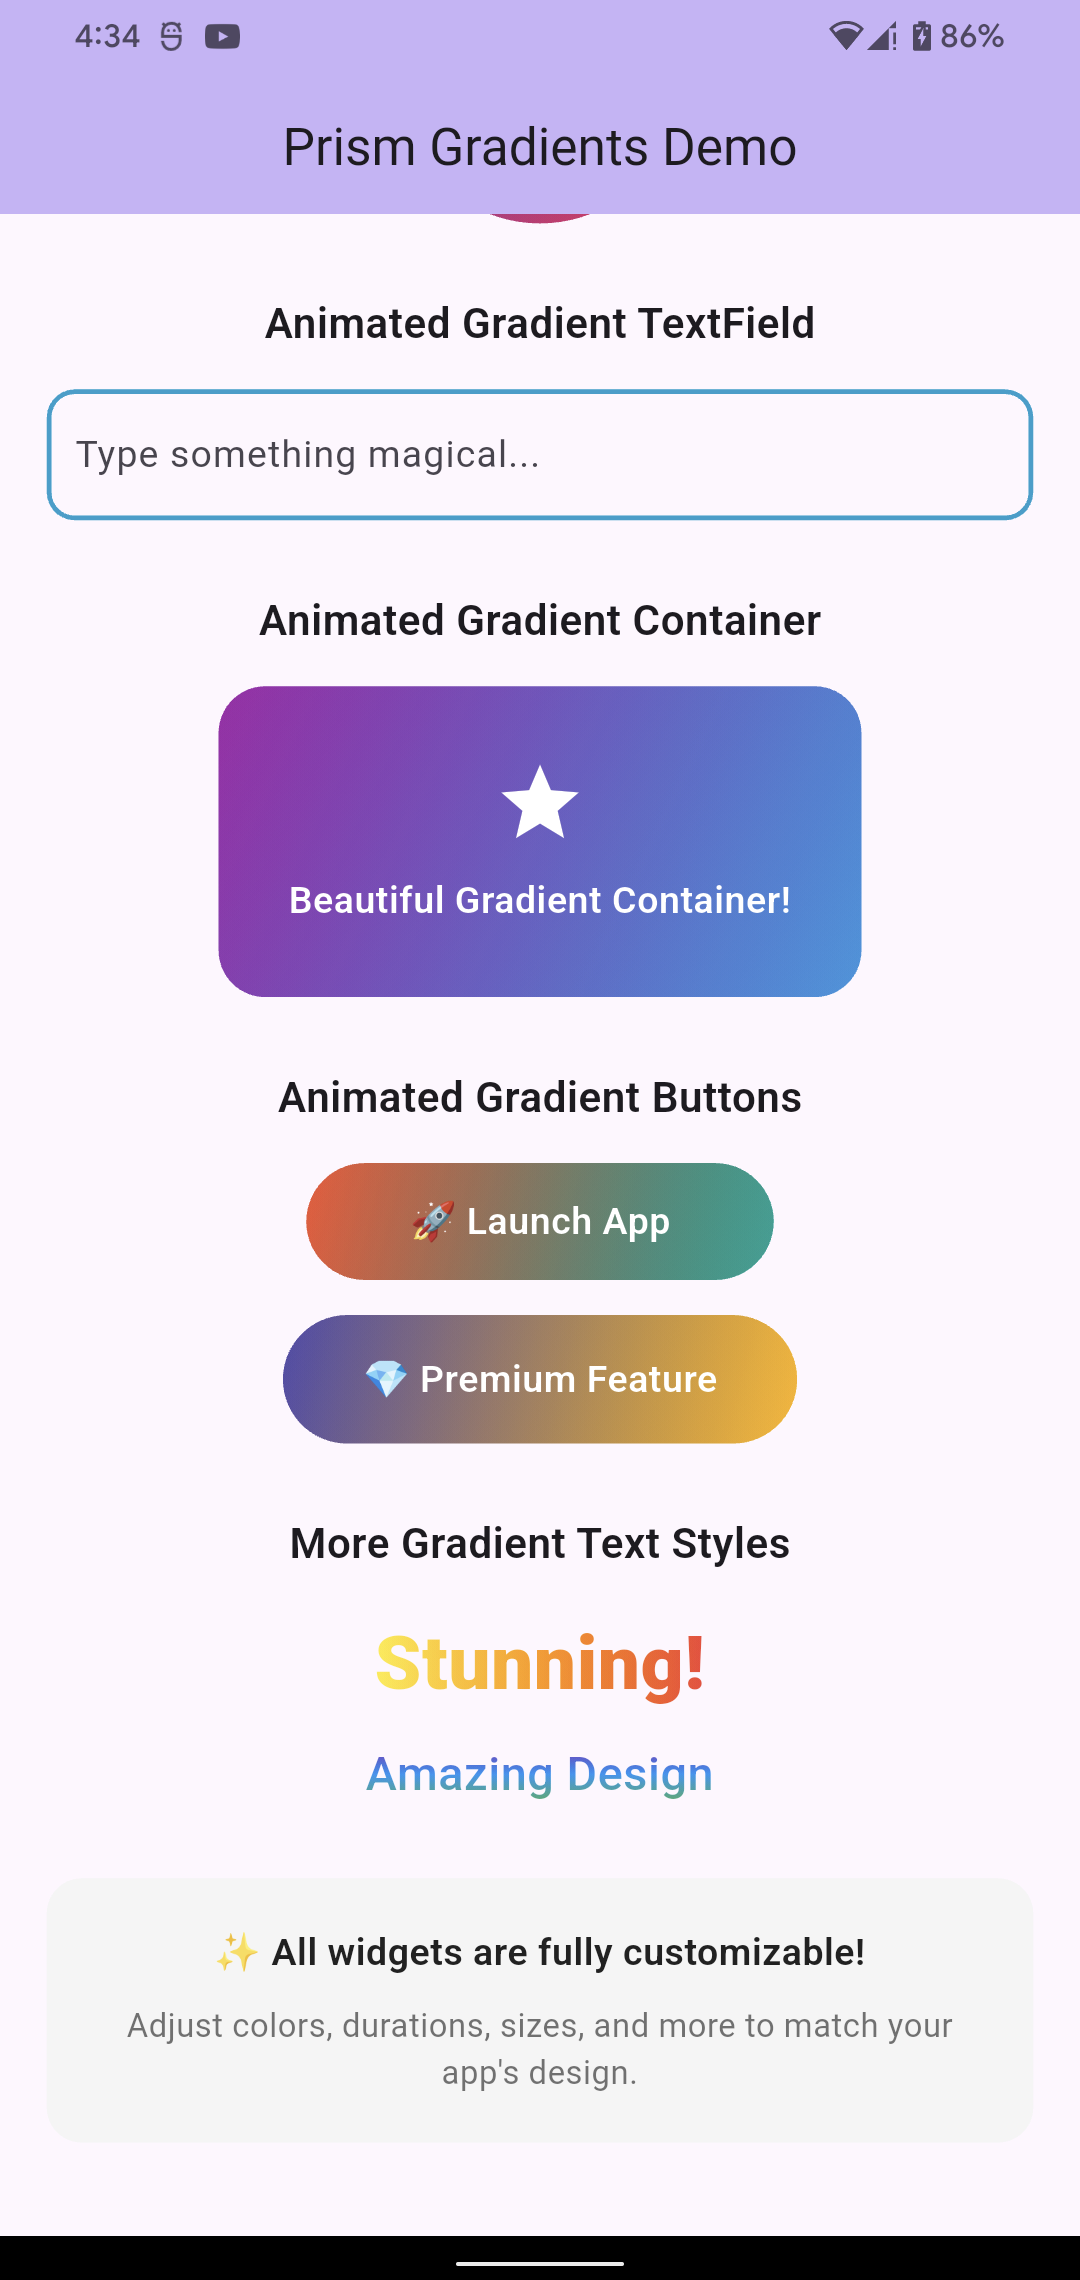 4:34
86%
Prism Gradients Demo
Animated Gradient TextField
Type something magical...
Animated Gradient Container
Beautiful Gradient Container!
Animated Gradient Buttons
🚀 Launch App
💎 Premium Feature
More Gradient Text Styles
Stunning!
Amazing Design
✨ All widgets are fully customizable!
Adjust colors, durations, sizes, and more to match your
app's design.